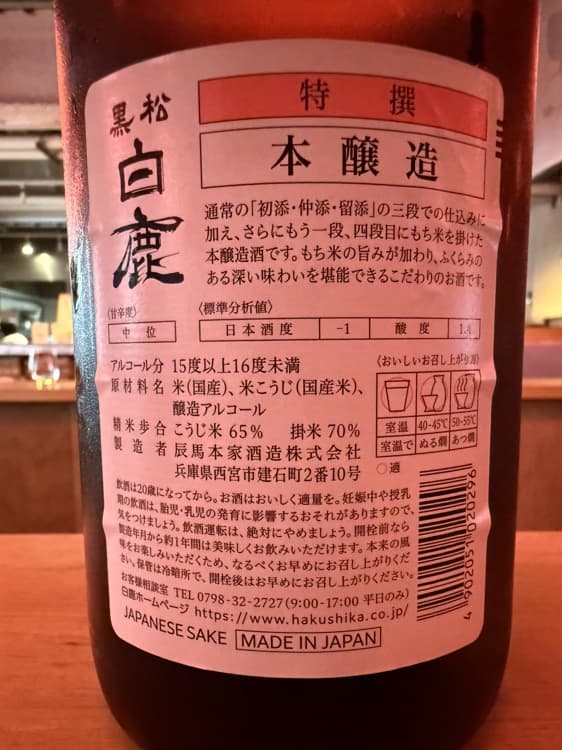 黒松
白鹿
特撰
本醸造
通常の「初添・仲添・留添」の三段での仕込みに
加え、さらにもう一段、四段目にもち米を掛けた
本醸造酒です。もち米の旨みが加わり、ふくらみの
ある深い味わいを堪能できるこだわりのお酒です。
〈甘辛度〉
中位
〈標準分析値〉
日本酒度 -1 酸度 1.4
アルコール分 15度以上16度未満
原材料名 米(国産)、米こうじ(国産米)、
醸造アルコール
精米歩合 こうじ米 65% 掛米 70%
製造者 辰馬本家酒造株式会社
兵庫県西宮市建石町2番10号
〈おいしいお召し上がり方〉
室温 40-45℃ 50-55℃
室温で ぬる燗 あつ燗
○適
飲酒は20歳になってから。お酒はおいしく適量を。妊娠中や授乳
期の飲酒は、胎児・乳児の発育に影響するおそれがありますので、
気をつけましょう。飲酒運転は、絶対にやめましょう。開栓前なら
製造年月から約1年間は美味しくお飲みいただけます。本来の風
味をお楽しみいただくため、なるべくお早めにお召し上がりくださ
い。保管は冷暗所で、開栓後はお早めにお召し上がりください。
お客様相談室 TEL 0798-32-2727(9:00-17:00 平日のみ)
白鹿ホームページ https://www.hakushika.co.jp/
JAPANESE SAKE MADE IN JAPAN
4902051020296